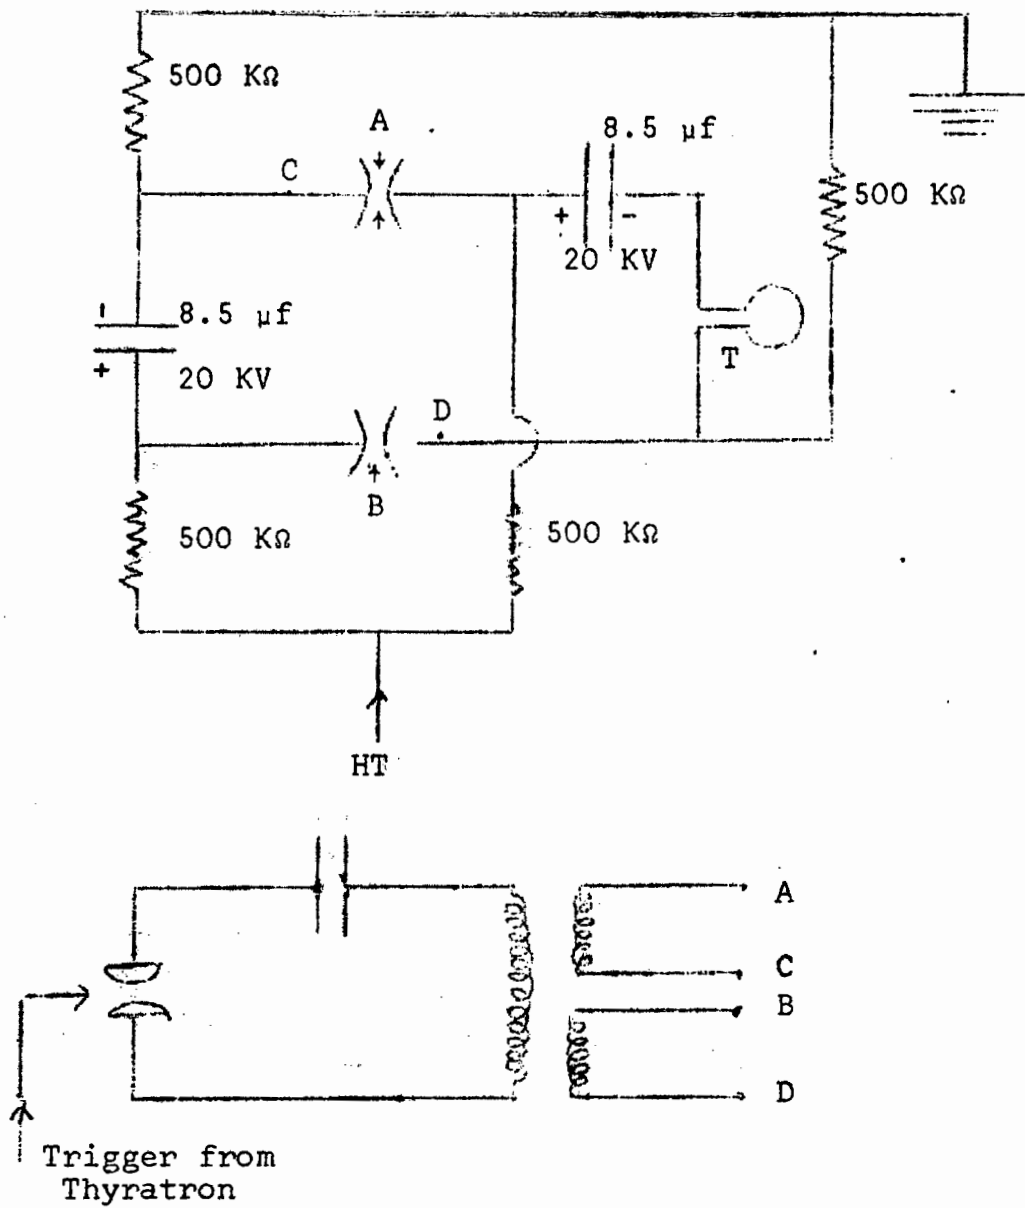 500 KΩ
A
8.5 μf
C
500 KΩ
+
-
20 KV
-
8.5 μf
T
+
20 KV
D
B
500 KΩ
500 KΩ
HT
A
C
B
D
Trigger from
Thyratron